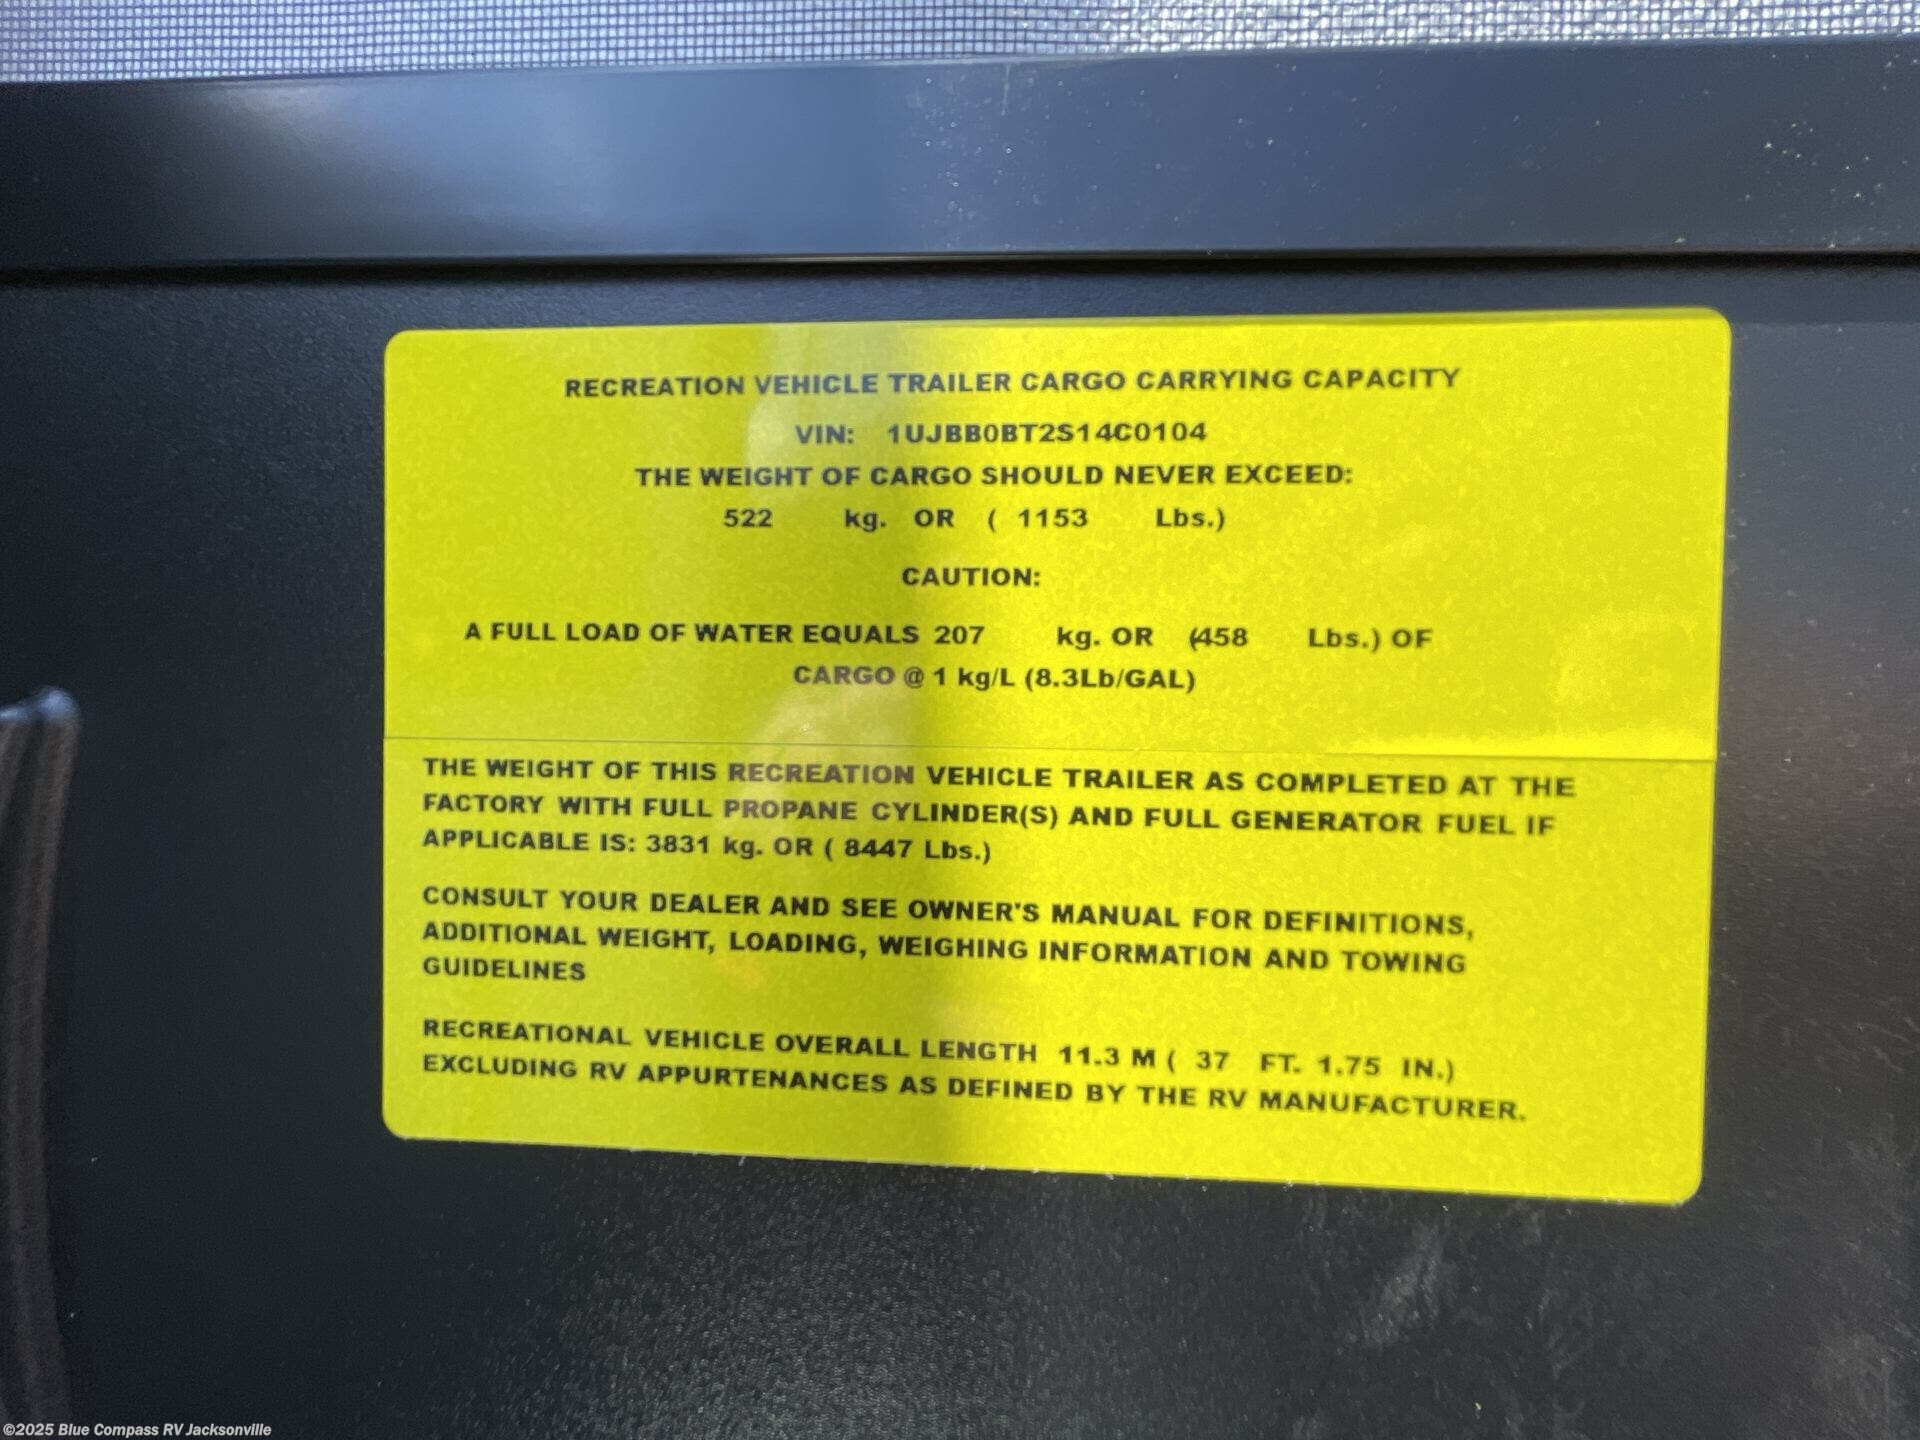 RECREATION VEHICLE TRAILER CARGO CARRYING CAPACITY
VIN: 1UJBB0BT2S14C0104
THE WEIGHT OF CARGO SHOULD NEVER EXCEED:
522 kg. OR ( 1153 Lbs.)
CAUTION:
A FULL LOAD OF WATER EQUALS 207 kg. OR (458 Lbs.) OF
CARGO @ 1 kg/L (8.3Lb/GAL)
THE WEIGHT OF THIS RECREATION VEHICLE TRAILER AS COMPLETED AT THE
FACTORY WITH FULL PROPANE CYLINDER(S) AND FULL GENERATOR FUEL IF
APPLICABLE IS: 3831 kg. OR ( 8447 Lbs.)
CONSULT YOUR DEALER AND SEE OWNER'S MANUAL FOR DEFINITIONS,
ADDITIONAL WEIGHT, LOADING, WEIGHING INFORMATION AND TOWING
GUIDELINES
RECREATIONAL VEHICLE OVERALL LENGTH 11.3 M ( 37 FT. 1.75 IN.)
EXCLUDING RV APPURTENANCES AS DEFINED BY THE RV MANUFACTURER.
©2025 Blue Compass RV Jacksonville